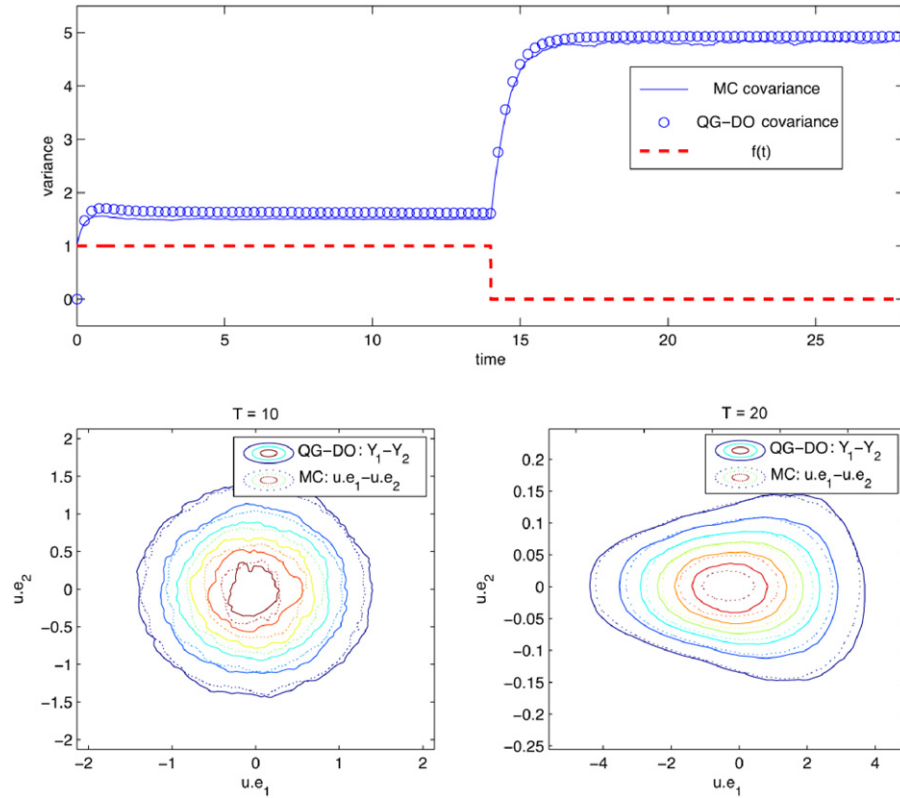 5
4
3
2
1
0
variance
0
5
10
15
20
25
time
MC covariance
QG-DO covariance
f(t)
T = 10
2
1.5
1
0.5
0
−0.5
−1
−1.5
−2
u.e2
−2
−1
0
1
2
u.e1
QG−DO: Y1−Y2
MC: u.e1−u.e2
T = 20
0.2
0.15
0.1
0.05
0
−0.05
−0.1
−0.15
−0.2
−0.25
u.e2
−4
−2
0
2
4
u.e1
QG−DO: Y1−Y2
MC: u.e1−u.e2